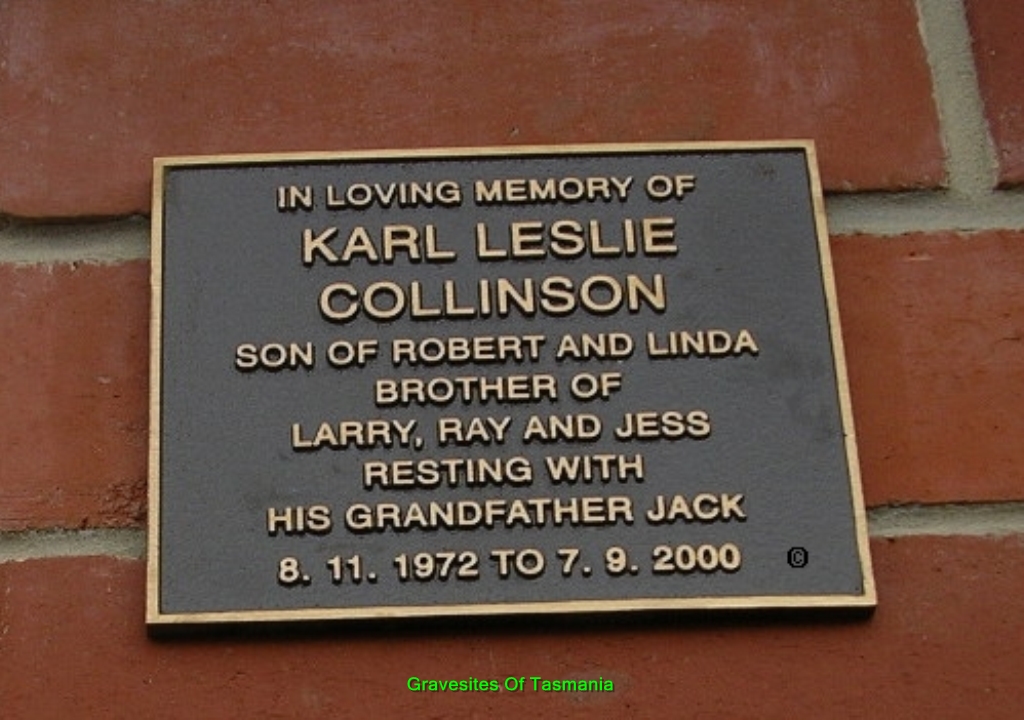 IN LOVING MEMORY OF
KARL LESLIE
COLLINSON
SON OF ROBERT AND LINDA
BROTHER OF
LARRY, RAY AND JESS
RESTING WITH
HIS GRANDFATHER JACK
8. 11. 1972 TO 7. 9. 2000 ©
Gravesites Of Tasmania